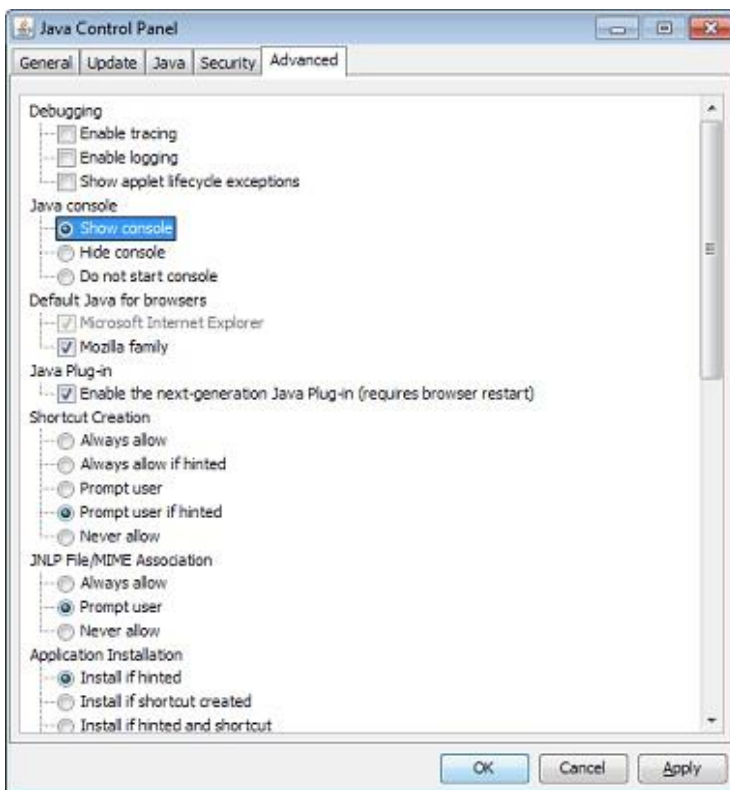 Java Control Panel
General Update Java Security Advanced
Debugging
Enable tracing
Enable logging
Show applet lifecycle exceptions
Java console
Show console
Hide console
Do not start console
Default Java for browsers
Microsoft Internet Explorer
Mozilla family
Java Plug-in
Enable the next-generation Java Plug-in (requires browser restart)
Shortcut Creation
Always allow
Always allow if hinted
Prompt user
Prompt user if hinted
Never allow
JNLP File/MIME Association
Always allow
Prompt user
Never allow
Application Installation
Install if hinted
Install if shortcut created
Install if hinted and shortcut
OK Cancel Apply